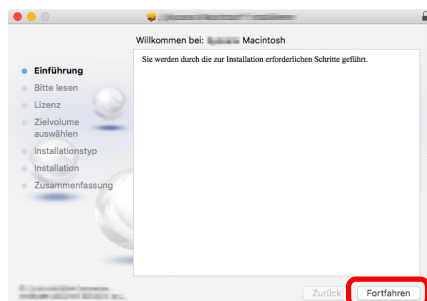 Willkommen bei: Macintosh
Sie werden durch die zur Installation erforderlichen Schritte geführt.
Einführung
Bitte lesen
Lizenz
Zielvolume
auswählen
Installationstyp
Installation
Zusammenfassung
Zurück
Fortfahren